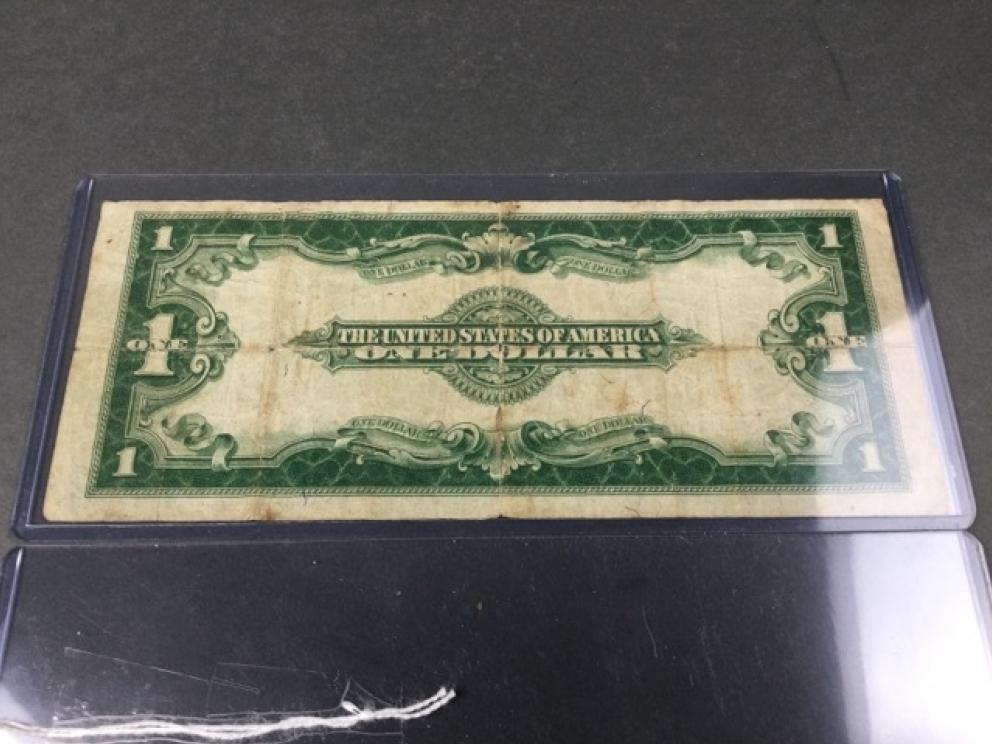 1 1
ONE DOLLAR ONE DOLLAR
THE UNITED STATES OF AMERICA
ONE 1 ONE DOLLAR ONE 1
ONE DOLLAR ONE DOLLAR
1 1